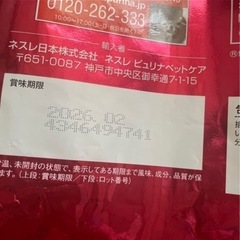 0120-262-333
輸入者
ネスレ日本株式会社 ネスレ ピュリナペットケア
〒651-0087 神戸市中央区御幸通7-1-15
賞味期限
2026.02
4346494741
温、未開封の状態で、表示してある期限まで風味、成分、品質が保
(上段:賞味期限/下段:ロット番号)